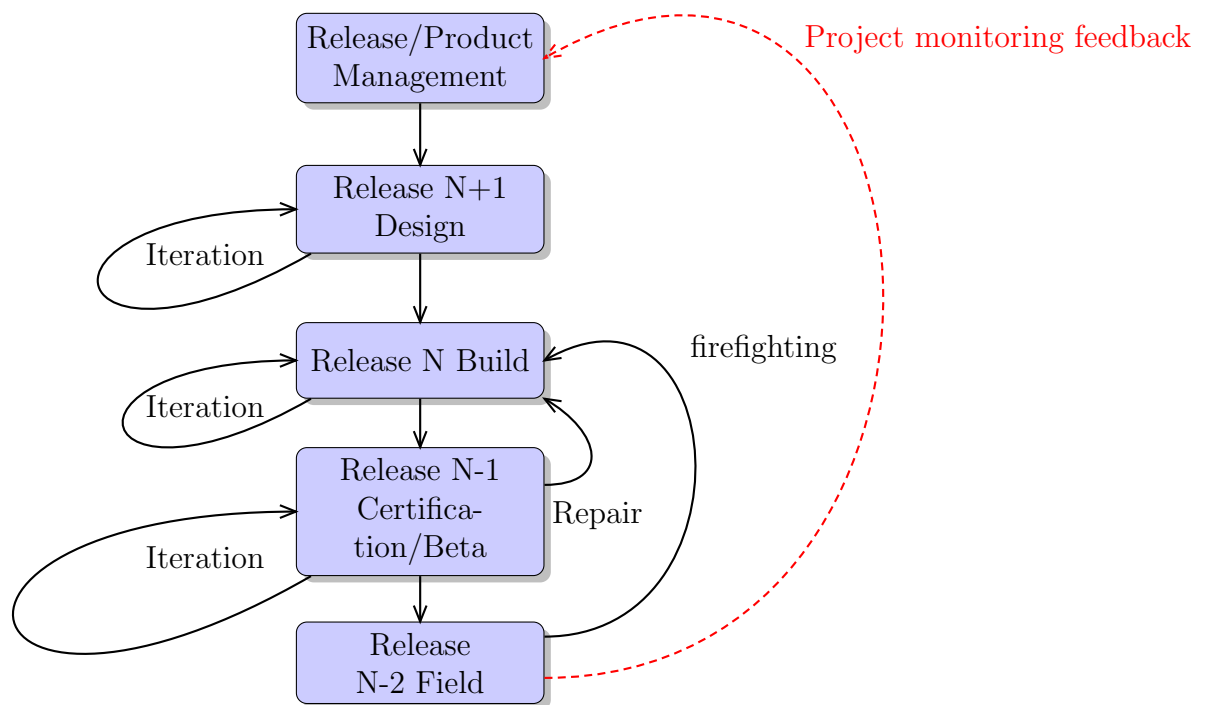 Release/Product
Management
Project monitoring feedback
Release N+1
Design
Iteration
firefighting
Release N Build
Iteration
Release N-1
Certifica-
tion/Beta
Repair
Iteration
Release
N-2 Field